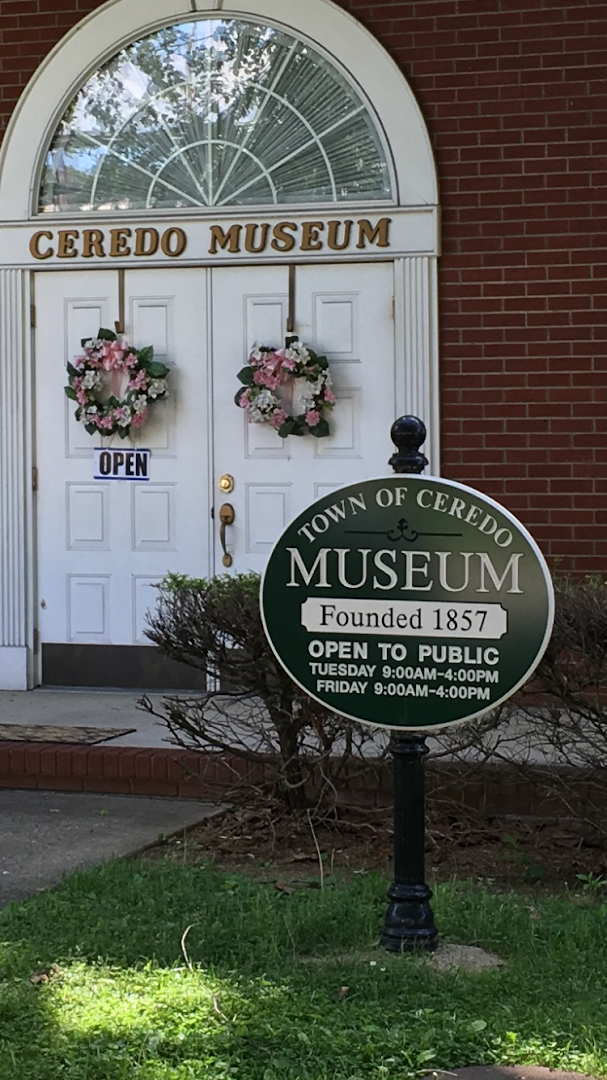 CEREDO MUSEUM
OPEN
TOWN OF CEREDO
MUSEUM
Founded 1857
OPEN TO PUBLIC
TUESDAY 9:00AM-4:00PM
FRIDAY 9:00AM-4:00PM